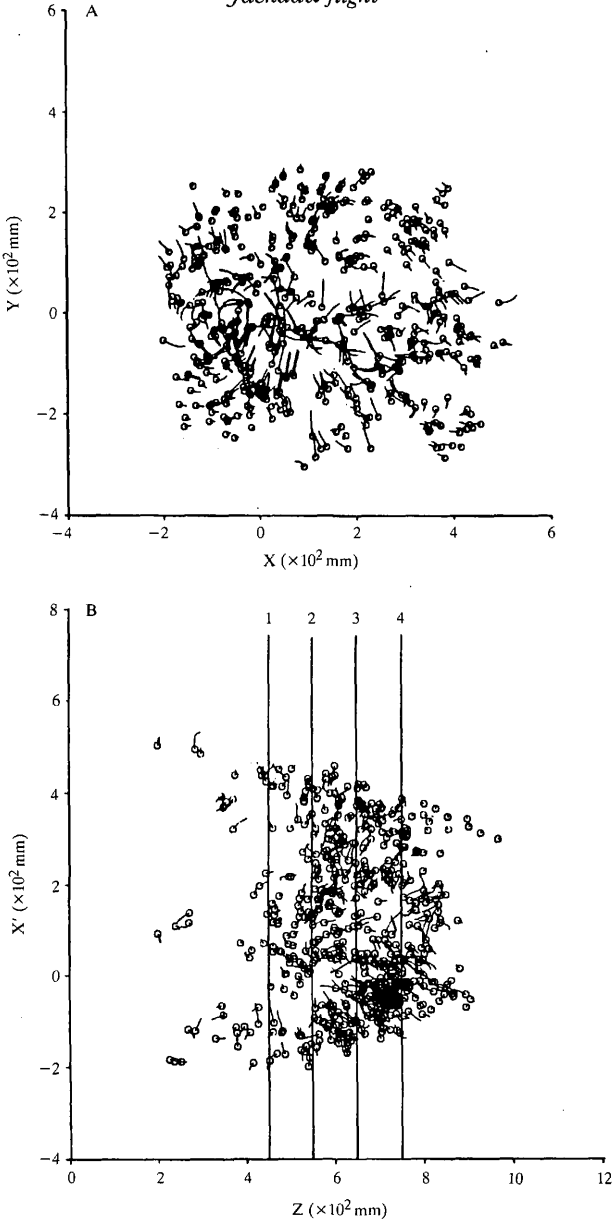 Jackdaw flight
A
6
4
2
0
−2
−4
Y (×10² mm)
−4 −2 0 2 4 6
X (×10² mm)
B
1 2 3 4
8
6
4
2
0
−2
−4
X′ (×10² mm)
0 2 4 6 8 10 12
Z (×10² mm)